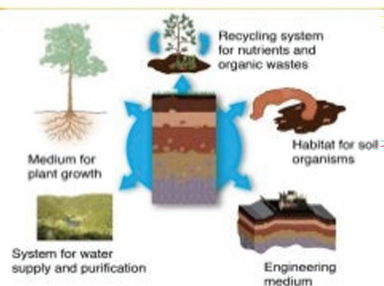 Recycling system
for nutrients and
organic wastes
Habitat for soil
organisms
Medium for
plant growth
System for water
supply and purification
Engineering
medium